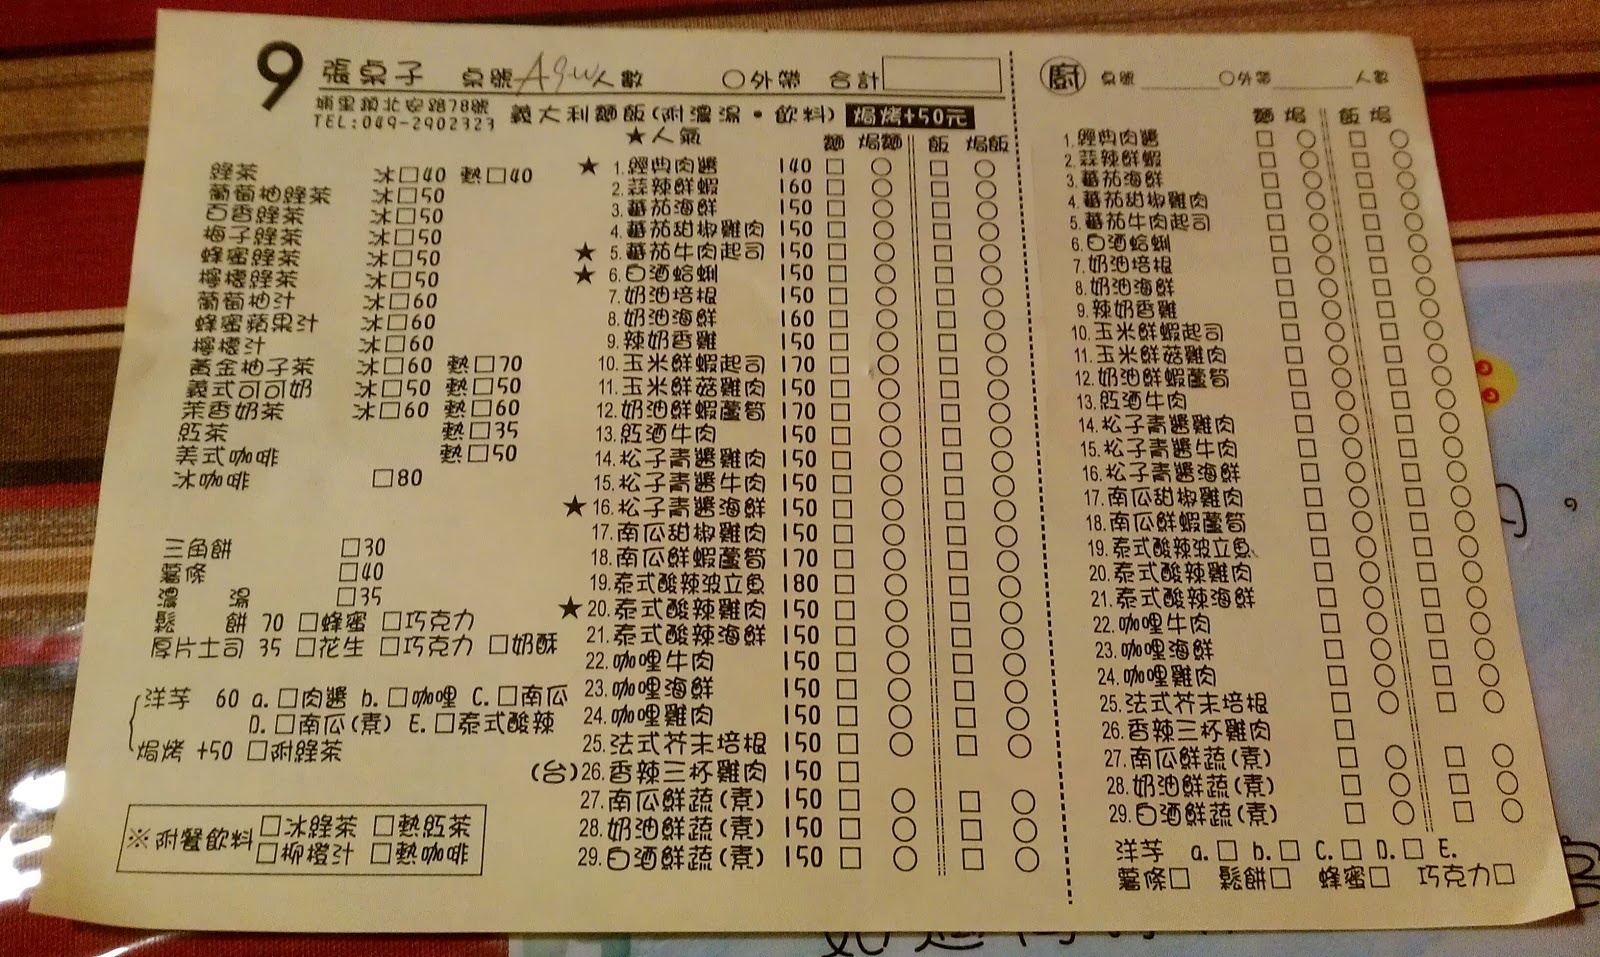 9 張桌子 桌號 人數 ○外帶 合計
埔里鎮北安路78號
TEL:049-2902323
義大利麵飯(附濃湯・飲料) 焗烤+50元
★人氣 麵 焗麵 飯 焗飯
綠茶 冰□40 熱□40
葡萄柚綠茶 冰□50
百香綠茶 冰□50
梅子綠茶 冰□50
蜂蜜綠茶 冰□50
檸檬綠茶 冰□50
葡萄柚汁 冰□60
蜂蜜蘋果汁 冰□60
檸檬汁 冰□60
黃金柚子茶 冰□60 熱□70
義式可可奶 冰□50 熱□50
茉香奶茶 冰□60 熱□60
紅茶 熱□35
美式咖啡 熱□50
冰咖啡 □80
三角餅 □30
薯條 □40
濃湯 □35
鬆餅 70 □蜂蜜 □巧克力
厚片土司 35 □花生 □巧克力 □奶酥
洋芋 60 a.□肉醬 b.□咖哩 C.□南瓜
D.□南瓜(素) E.□泰式酸辣
焗烤 +50 □附綠茶
※附餐飲料 □冰綠茶 □熱紅茶
□柳橙汁 □熱咖啡
★ 1.經典肉醬 140 □ ○ □ ○
2.蒜辣鮮蝦 160 □ ○ □ ○
3.蕃茄海鮮 150 □ ○ □ ○
4.蕃茄甜椒雞肉 150 □ ○ □ ○
★ 5.蕃茄牛肉起司 150 □ ○ □ ○
★ 6.白酒蛤蜊 150 □ ○ □ ○
7.奶油培根 150 □ ○ □ ○
8.奶油海鮮 160 □ ○ □ ○
9.辣奶香雞 150 □ ○ □ ○
10.玉米鮮蝦起司 170 □ ○ □ ○
11.玉米鮮菇雞肉 150 □ ○ □ ○
12.奶油鮮蝦蘆筍 170 □ ○ □ ○
13.紅酒牛肉 150 □ ○ □ ○
14.松子青醬雞肉 150 □ ○ □ ○
15.松子青醬牛肉 150 □ ○ □ ○
★ 16.松子青醬海鮮 150 □ ○ □ ○
17.南瓜甜椒雞肉 150 □ ○ □ ○
18.南瓜鮮蝦蘆筍 170 □ ○ □ ○
19.泰式酸辣波立魚 180 □ ○ □ ○
★ 20.泰式酸辣雞肉 150 □ ○ □ ○
21.泰式酸辣海鮮 150 □ ○ □ ○
22.咖哩牛肉 150 □ ○ □ ○
23.咖哩海鮮 150 □ ○ □ ○
24.咖哩雞肉 150 □ ○ □ ○
25.法式芥末培根 150 □ ○ □ ○
(台)26.香辣三杯雞肉 150 □
27.南瓜鮮蔬(素) 150 □ ○ □ ○
28.奶油鮮蔬(素) 150 □ ○ □ ○
29.白酒鮮蔬(素) 150 □ ○ □ ○
廚 桌號 ○外帶 人數
麵 焗 飯 焗
1.經典肉醬 □ ○ □ ○
2.蒜辣鮮蝦 □ ○ □ ○
3.蕃茄海鮮 □ ○ □ ○
4.蕃茄甜椒雞肉 □ ○ □ ○
5.蕃茄牛肉起司 □ ○ □ ○
6.白酒蛤蜊 □ ○ □ ○
7.奶油培根 □ ○ □ ○
8.奶油海鮮 □ ○ □ ○
9.辣奶香雞 □ ○ □ ○
10.玉米鮮蝦起司 □ ○ □ ○
11.玉米鮮菇雞肉 □ ○ □ ○
12.奶油鮮蝦蘆筍 □ ○ □ ○
13.紅酒牛肉 □ ○ □ ○
14.松子青醬雞肉 □ ○ □ ○
15.松子青醬牛肉 □ ○ □ ○
16.松子青醬海鮮 □ ○ □ ○
17.南瓜甜椒雞肉 □ ○ □ ○
18.南瓜鮮蝦蘆筍 □ ○ □ ○
19.泰式酸辣波立魚 □ ○ □ ○
20.泰式酸辣雞肉 □ ○ □ ○
21.泰式酸辣海鮮 □ ○ □ ○
22.咖哩牛肉 □ ○ □ ○
23.咖哩海鮮 □ ○ □ ○
24.咖哩雞肉 □ ○ □ ○
25.法式芥末培根 □ ○ □ ○
26.香辣三杯雞肉 □
27.南瓜鮮蔬(素) □ ○ □ ○
28.奶油鮮蔬(素) □ ○ □ ○
29.白酒鮮蔬(素) □ ○ □ ○
洋芋 a.□ b.□ C.□ D.□ E.
薯條□ 鬆餅□ 蜂蜜□ 巧克力□